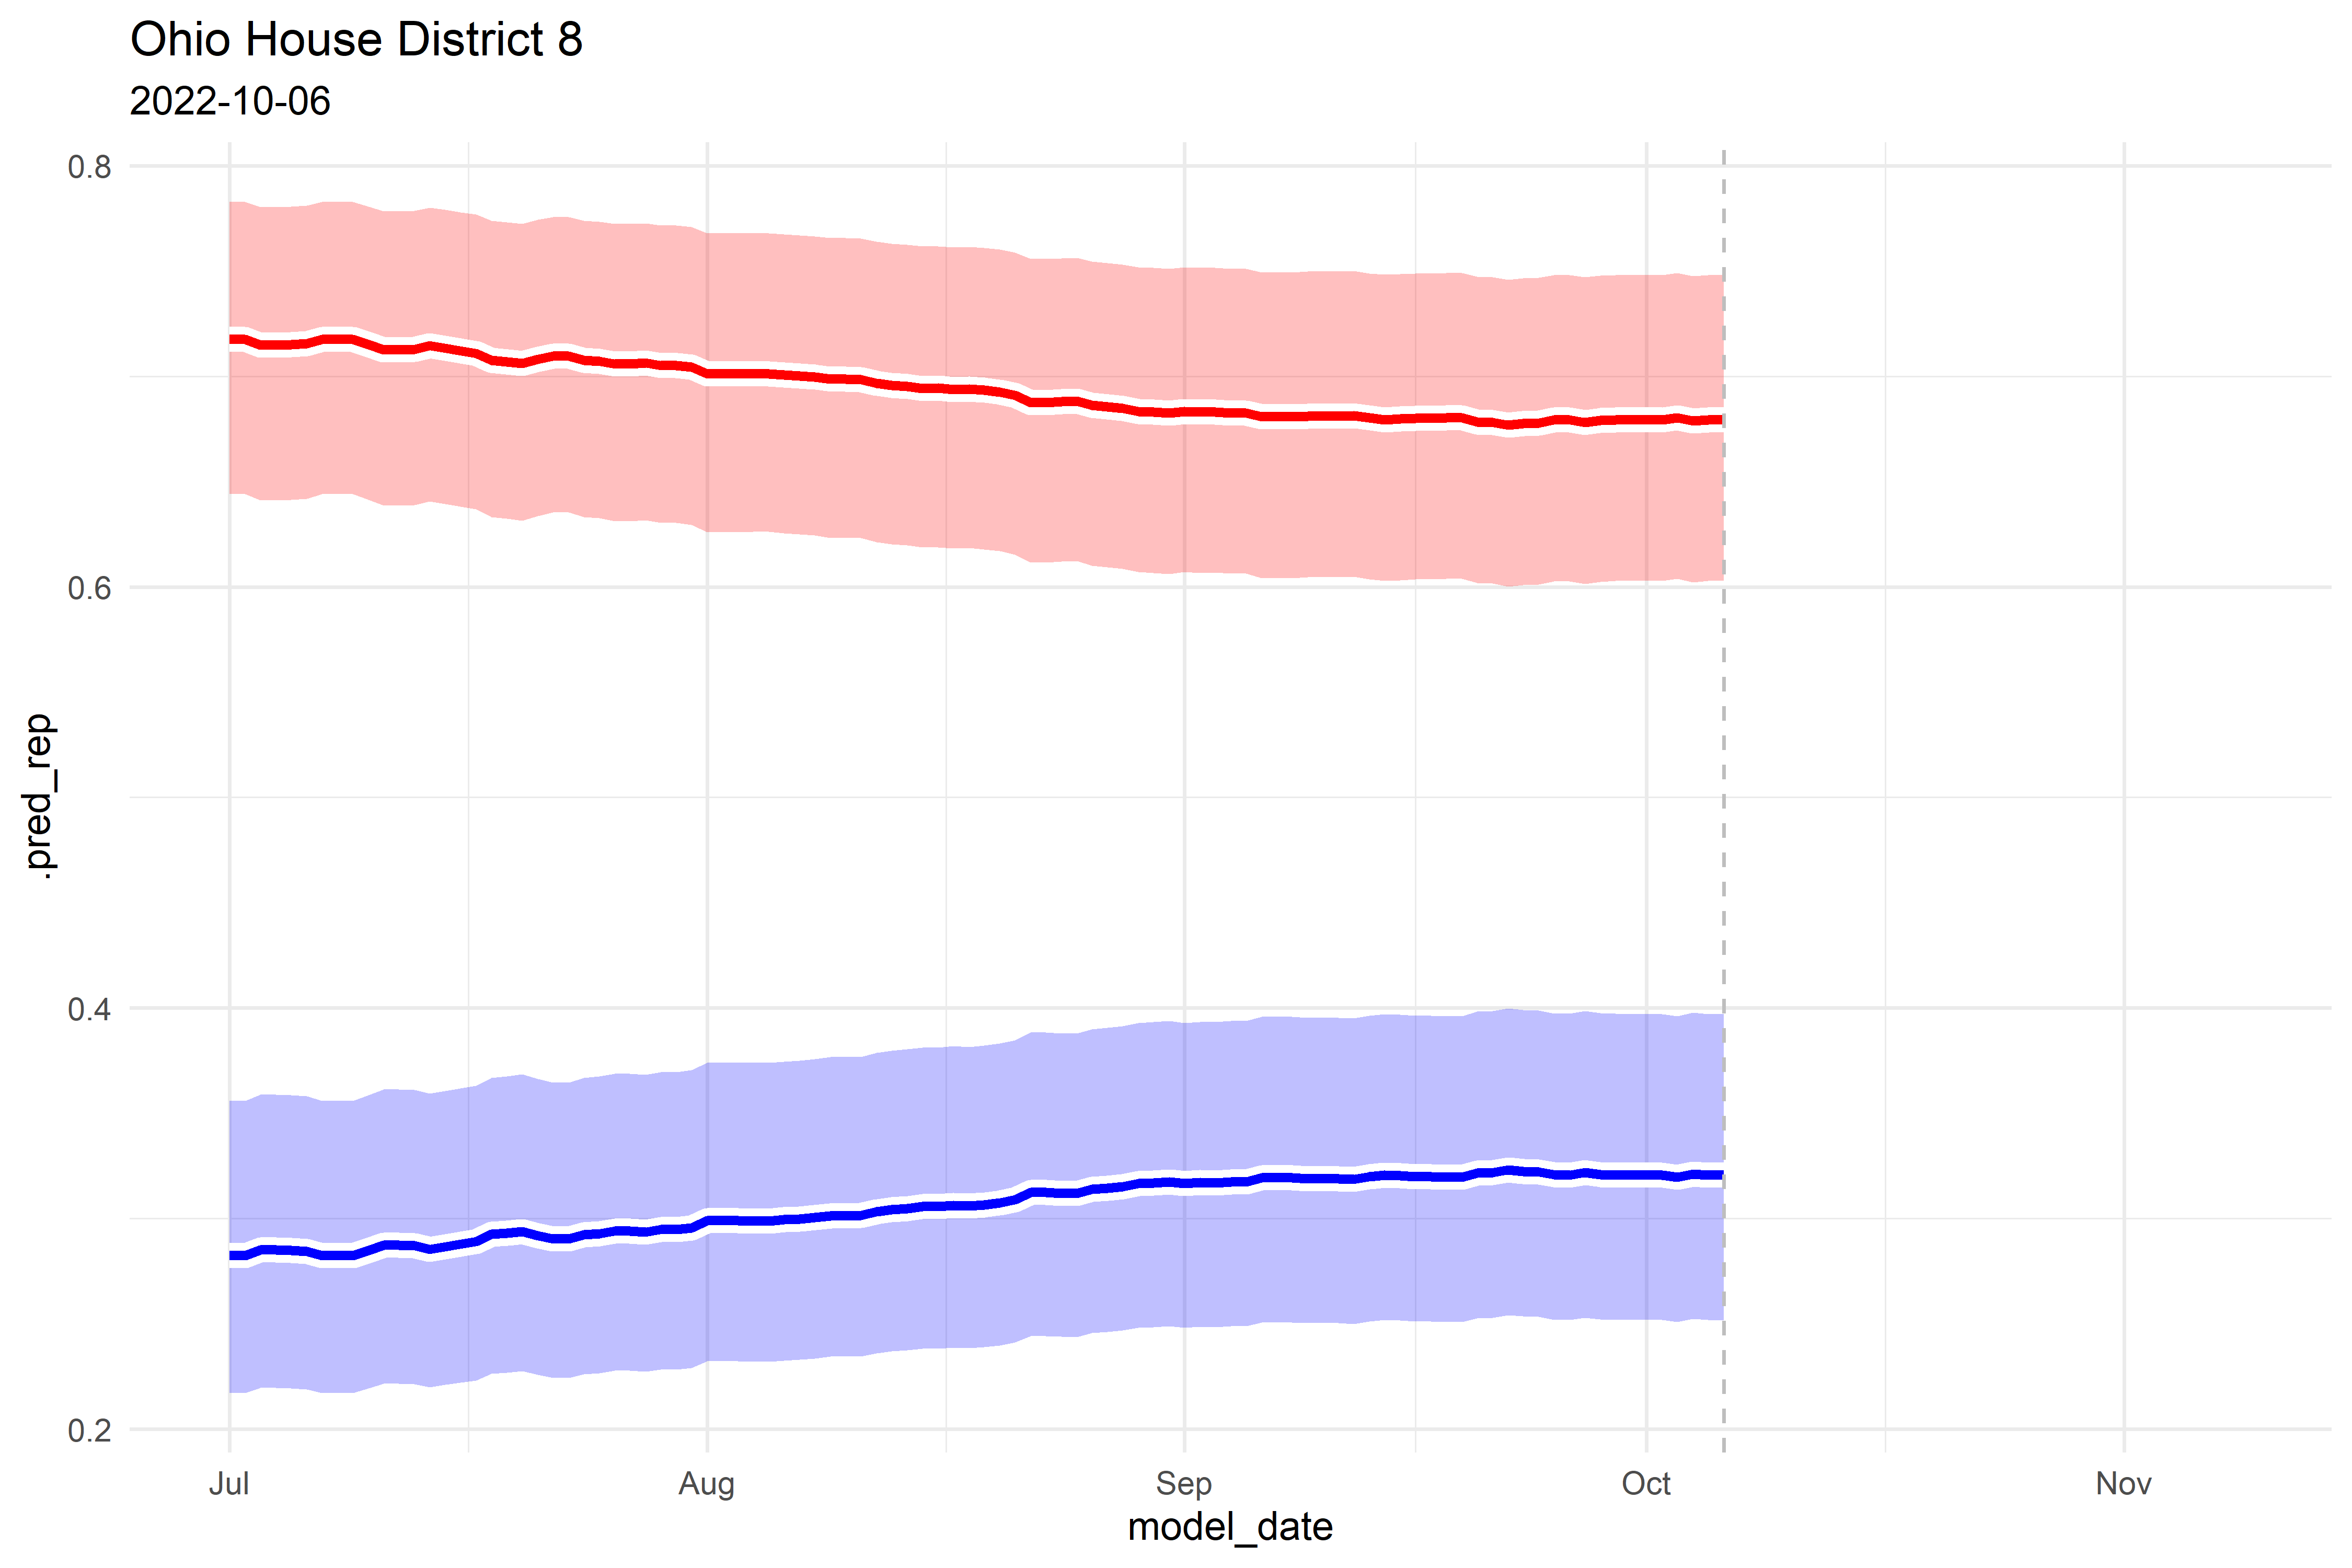 Ohio House District 8
2022-10-06
0.8
0.6
0.4
0.2
.pred_rep
Jul Aug Sep Oct Nov
model_date